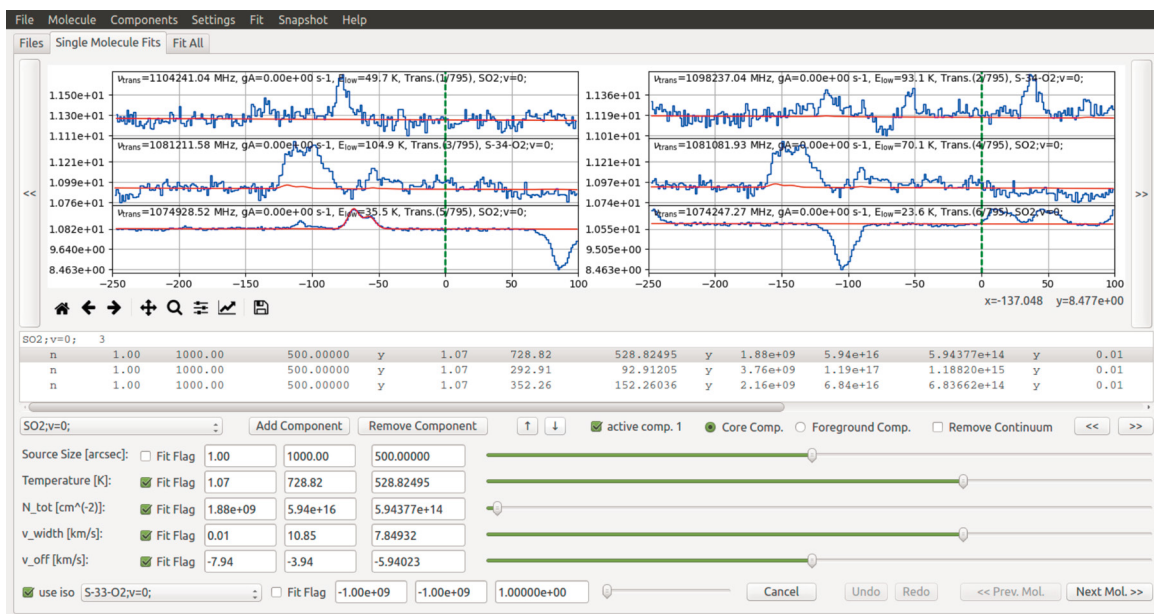 File Molecule Components Settings Fit Snapshot Help
Files Single Molecule Fits Fit All
νtrans=1104241.04 MHz, gA=0.00e+00 s-1, Elow=49.7 K, Trans.(1/795), SO2;v=0;
1.150e+01
1.130e+01
1.111e+01
νtrans=1081211.58 MHz, gA=0.00e+00 s-1, Elow=104.9 K, Trans.(3/795), S-34-O2;v=0;
1.121e+01
1.099e+01
1.076e+01
νtrans=1074928.52 MHz, gA=0.00e+00 s-1, Elow=35.5 K, Trans.(5/795), SO2;v=0;
1.082e+01
9.640e+00
8.463e+00
−250 −200 −150 −100 −50 0 50 100
νtrans=1098237.04 MHz, gA=0.00e+00 s-1, Elow=93.1 K, Trans.(2/795), S-34-O2;v=0;
1.136e+01
1.119e+01
1.101e+01
νtrans=1081081.93 MHz, gA=0.00e+00 s-1, Elow=70.1 K, Trans.(4/795), SO2;v=0;
1.121e+01
1.097e+01
1.074e+01
νtrans=1074247.27 MHz, gA=0.00e+00 s-1, Elow=23.6 K, Trans.(6/795), SO2;v=0;
1.055e+01
9.505e+00
8.463e+00
−250 −200 −150 −100 −50 0 50 100
<< >>
x=-137.048 y=8.477e+00
SO2;v=0; 3
n 1.00 1000.00 500.00000 y 1.07 728.82 528.82495 y 1.88e+09 5.94e+16 5.94377e+14 y 0.01
n 1.00 1000.00 500.00000 y 1.07 292.91 92.91205 y 3.76e+09 1.19e+17 1.18820e+15 y 0.01
n 1.00 1000.00 500.00000 y 1.07 352.26 152.26036 y 2.16e+09 6.84e+16 6.83662e+14 y 0.01
SO2;v=0; Add Component Remove Component ↑ ↓ active comp. 1 Core Comp. Foreground Comp. Remove Continuum << >>
Source Size [arcsec]: Fit Flag 1.00 1000.00 500.00000
Temperature [K]: Fit Flag 1.07 728.82 528.82495
N_tot [cm^(-2)]: Fit Flag 1.88e+09 5.94e+16 5.94377e+14
v_width [km/s]: Fit Flag 0.01 10.85 7.84932
v_off [km/s]: Fit Flag -7.94 -3.94 -5.94023
use iso S-33-O2;v=0; Fit Flag -1.00e+09 -1.00e+09 1.00000e+00 Cancel Undo Redo << Prev. Mol. Next Mol. >>